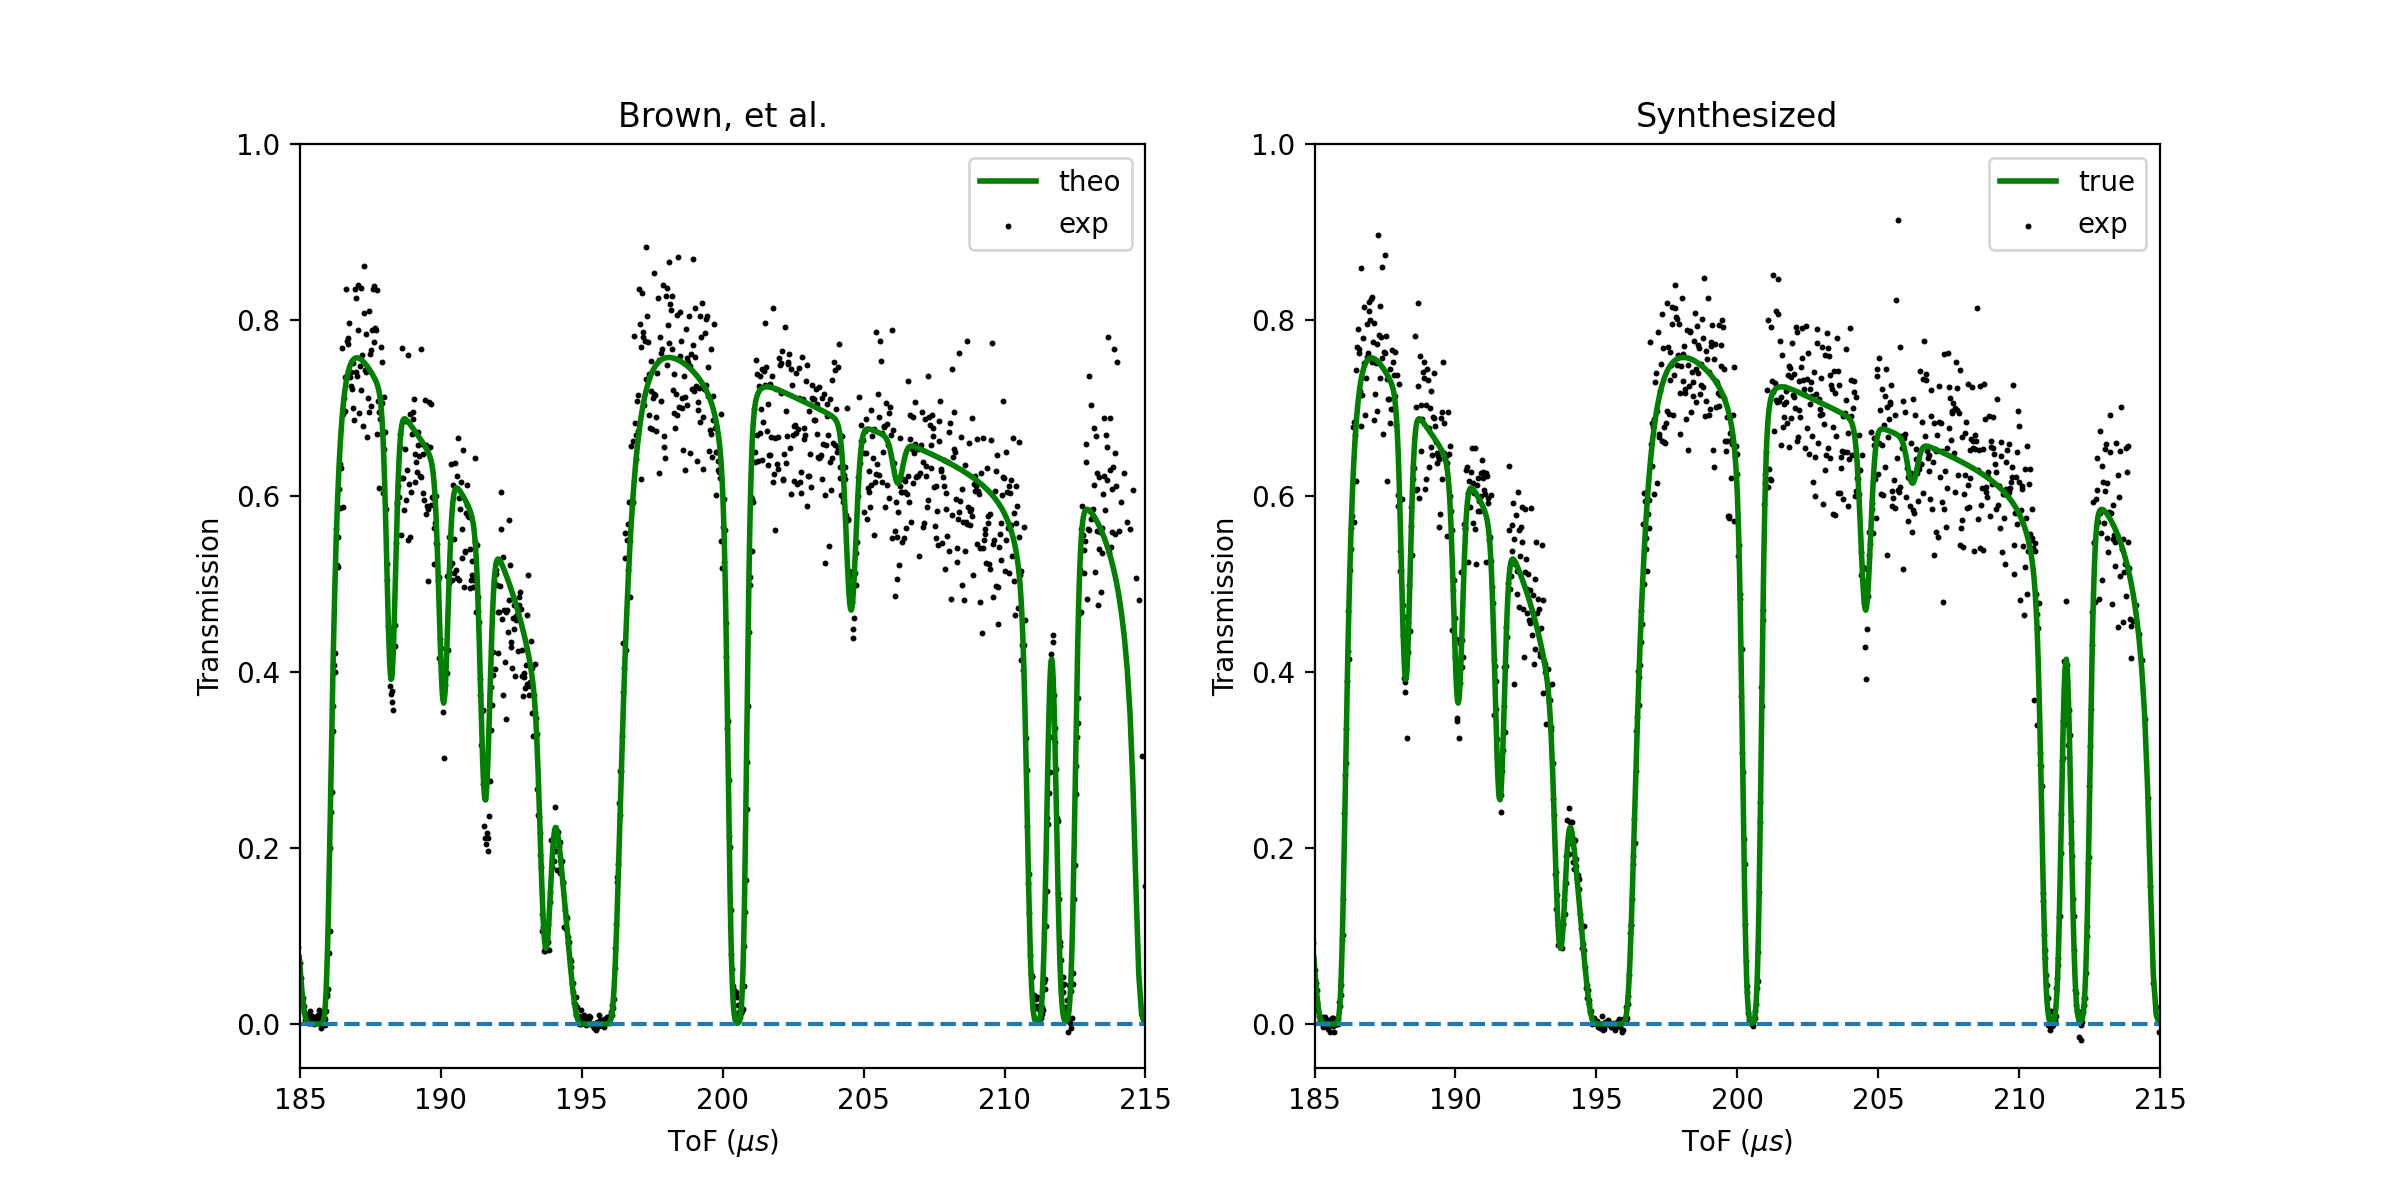 Brown, et al.
1.0
0.8
0.6
0.4
0.2
0.0
Transmission
theo
exp
185 190 195 200 205 210 215
ToF (μs)
Synthesized
1.0
0.8
0.6
0.4
0.2
0.0
Transmission
true
exp
185 190 195 200 205 210 215
ToF (μs)